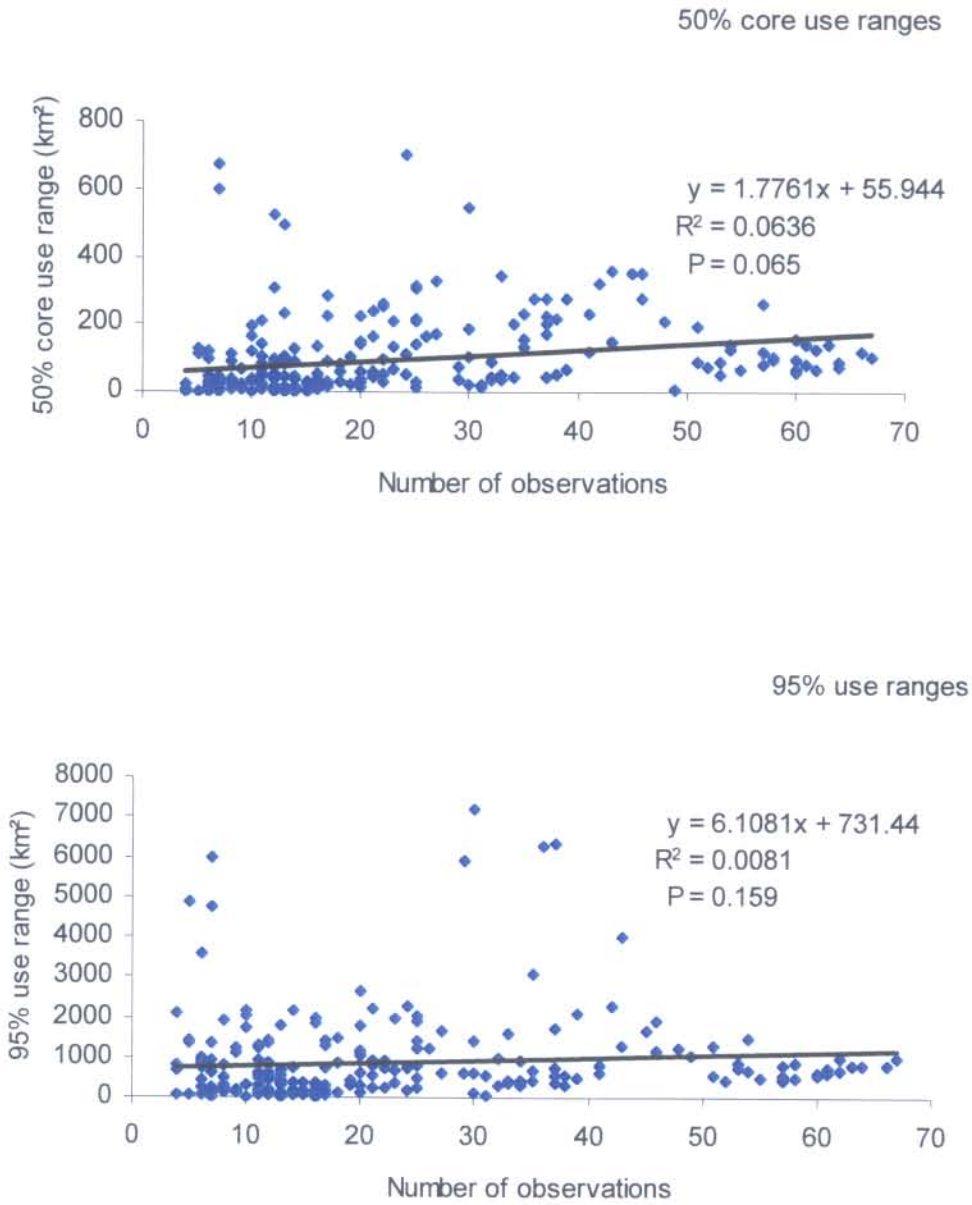 50% core use ranges
50% core use range (km²)
800
600
400
200
0
y = 1.7761x + 55.944
R² = 0.0636
P = 0.065
0 10 20 30 40 50 60 70
Number of observations
95% use ranges
95% use range (km²)
8000
7000
6000
5000
4000
3000
2000
1000
0
y = 6.1081x + 731.44
R² = 0.0081
P = 0.159
0 10 20 30 40 50 60 70
Number of observations